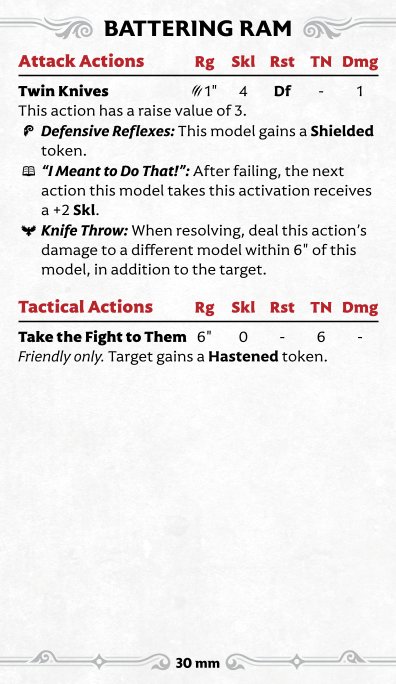 BATTERING RAM
Attack Actions Rg Skl Rst TN Dmg
Twin Knives 1" 4 Df - 1
This action has a raise value of 3.
Defensive Reflexes: This model gains a Shielded
token.
“I Meant to Do That!”: After failing, the next
action this model takes this activation receives
a +2 Skl.
Knife Throw: When resolving, deal this action’s
damage to a different model within 6" of this
model, in addition to the target.
Tactical Actions Rg Skl Rst TN Dmg
Take the Fight to Them 6" 0 - 6 -
Friendly only. Target gains a Hastened token.
30 mm